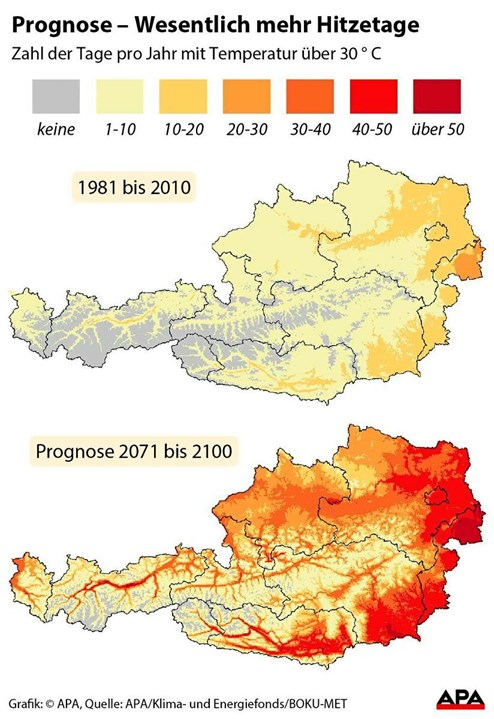 Prognose – Wesentlich mehr Hitzetage
Zahl der Tage pro Jahr mit Temperatur über 30 ° C
keine 1-10 10-20 20-30 30-40 40-50 über 50
1981 bis 2010
Prognose 2071 bis 2100
Grafik: © APA, Quelle: APA/Klima- und Energiefonds/BOKU-MET
APA